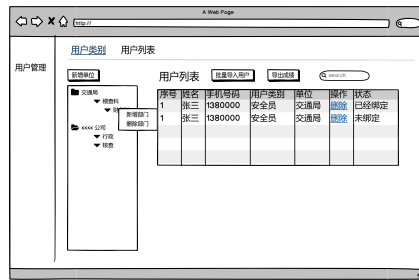 A Web Page
http://
用户类别 用户列表
用户管理
新增单位
用户列表 批量导入用户 导出成绩 search
交通局
稽查科
新增部门
删除部门
xxxx 公司
行政
核查
序号 姓名 手机号码 用户类别 单位 操作 状态
1 张三 1380000 安全员 交通局 删除 已经绑定
1 张三 1380000 安全员 交通局 删除 未绑定